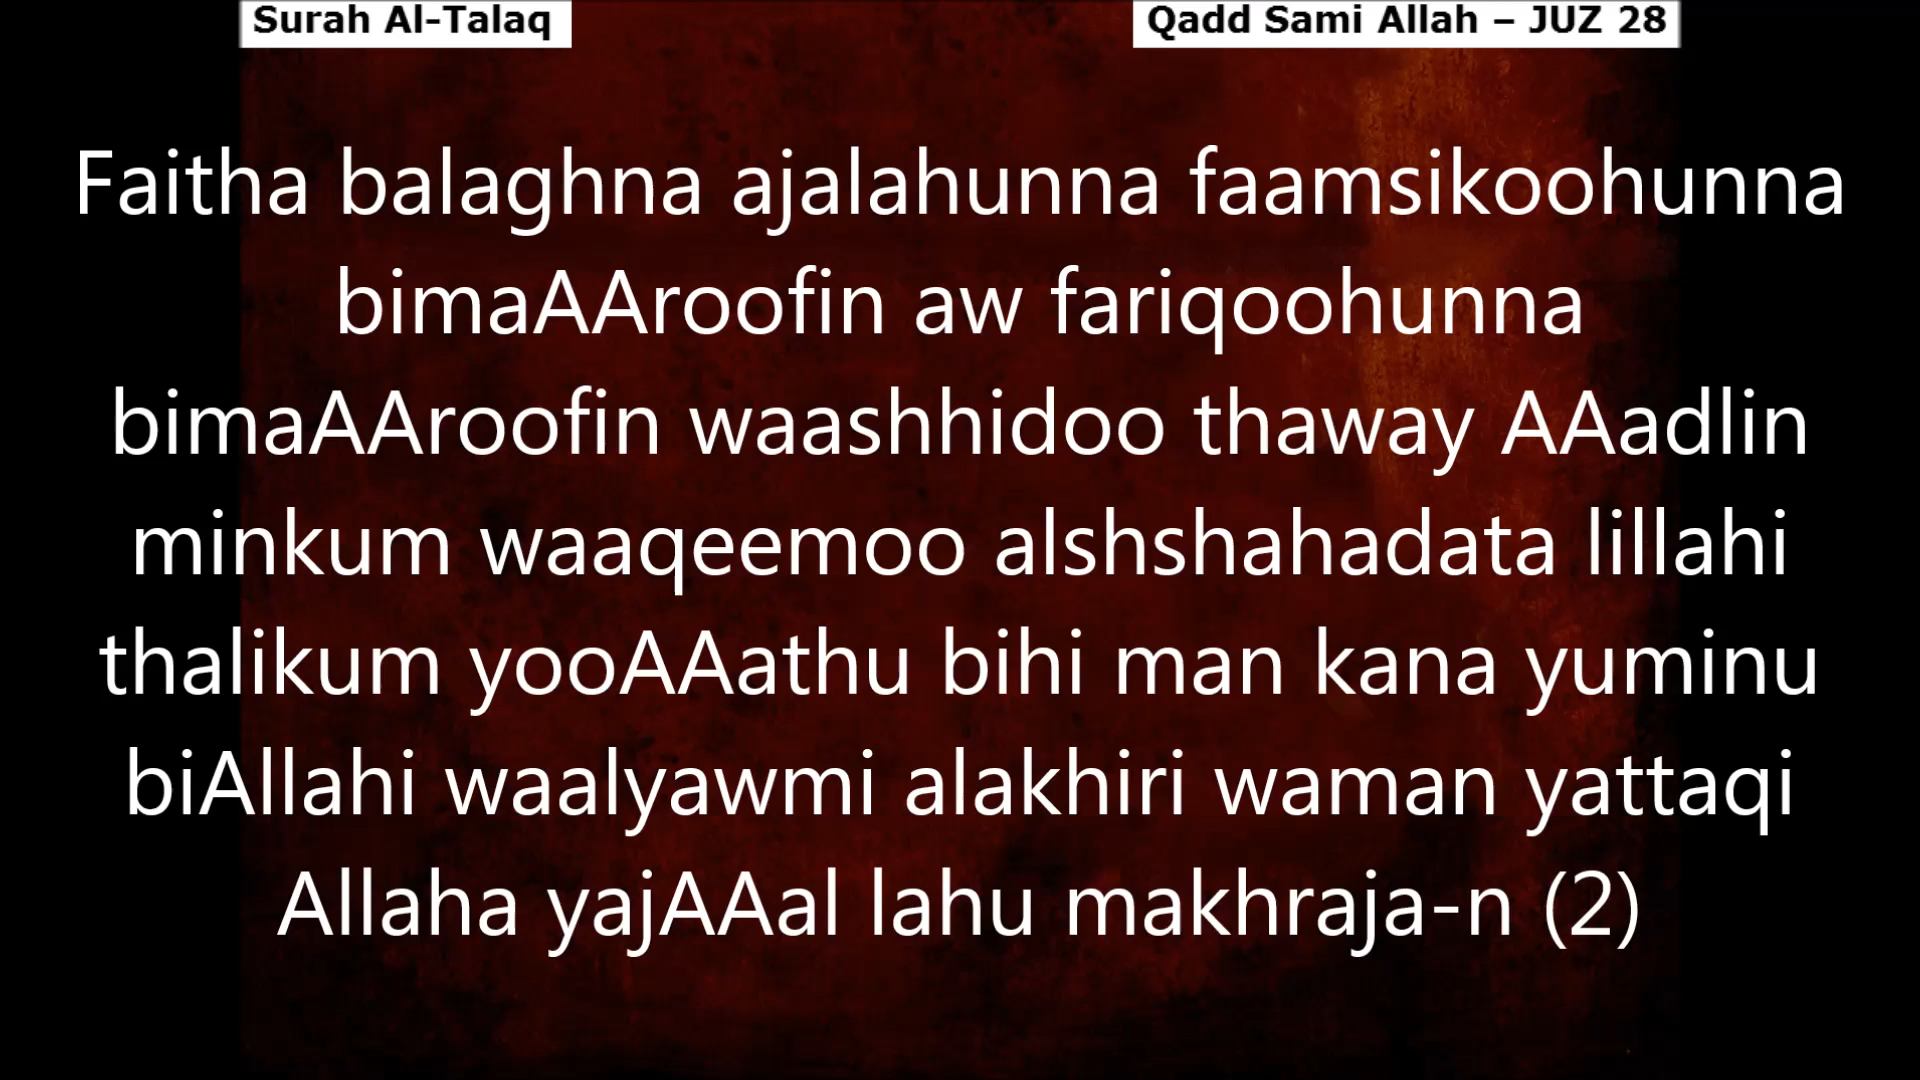 Surah Al-Talaq
Qadd Sami Allah – JUZ 28
Faitha balaghna ajalahunna faamsikoohunna
bimaAAroofin aw fariqoohunna
bimaAAroofin waashhidoo thaway AAadlin
minkum waaqeemoo alshshahadata lillahi
thalikum yooAAathu bihi man kana yuminu
biAllahi waalyawmi alakhiri waman yattaqi
Allaha yajAAal lahu makhraja-n (2)